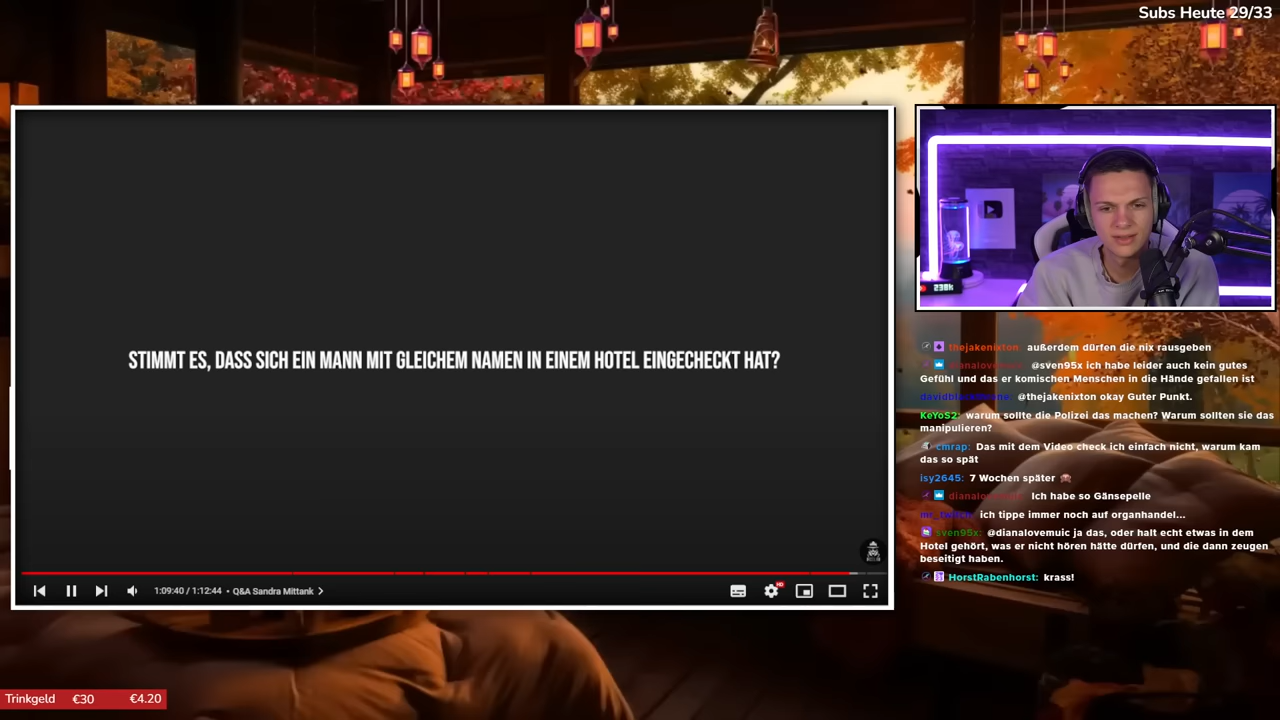 Subs Heute 29/33
STIMMT ES, DASS SICH EIN MANN MIT GLEICHEM NAMEN IN EINEM HOTEL EINGECHECKT HAT?
1:09:40 / 1:12:44 • Q&A Sandra Mittank
HD
238k
thejakenixton außerdem dürfen die nix rausgeben
@sven95x ich habe leider auch kein gutes
Gefühl und das er komischen Menschen in die Hände gefallen ist
@thejakenixton okay Guter Punkt.
KeYoS2: warum sollte die Polizei das machen? Warum sollten sie das
manipulieren?
cmrap: Das mit dem Video check ich einfach nicht, warum kam
das so spät
isy2645: 7 Wochen später
Ich habe so Gänsepelle
ich tippe immer noch auf organhandel...
sven95x: @dianalovemuic ja das, oder halt echt etwas in dem
Hotel gehört, was er nicht hören hätte dürfen, und die dann zeugen
beseitigt haben.
HorstRabenhorst: krass!
Trinkgeld €30 €4.20